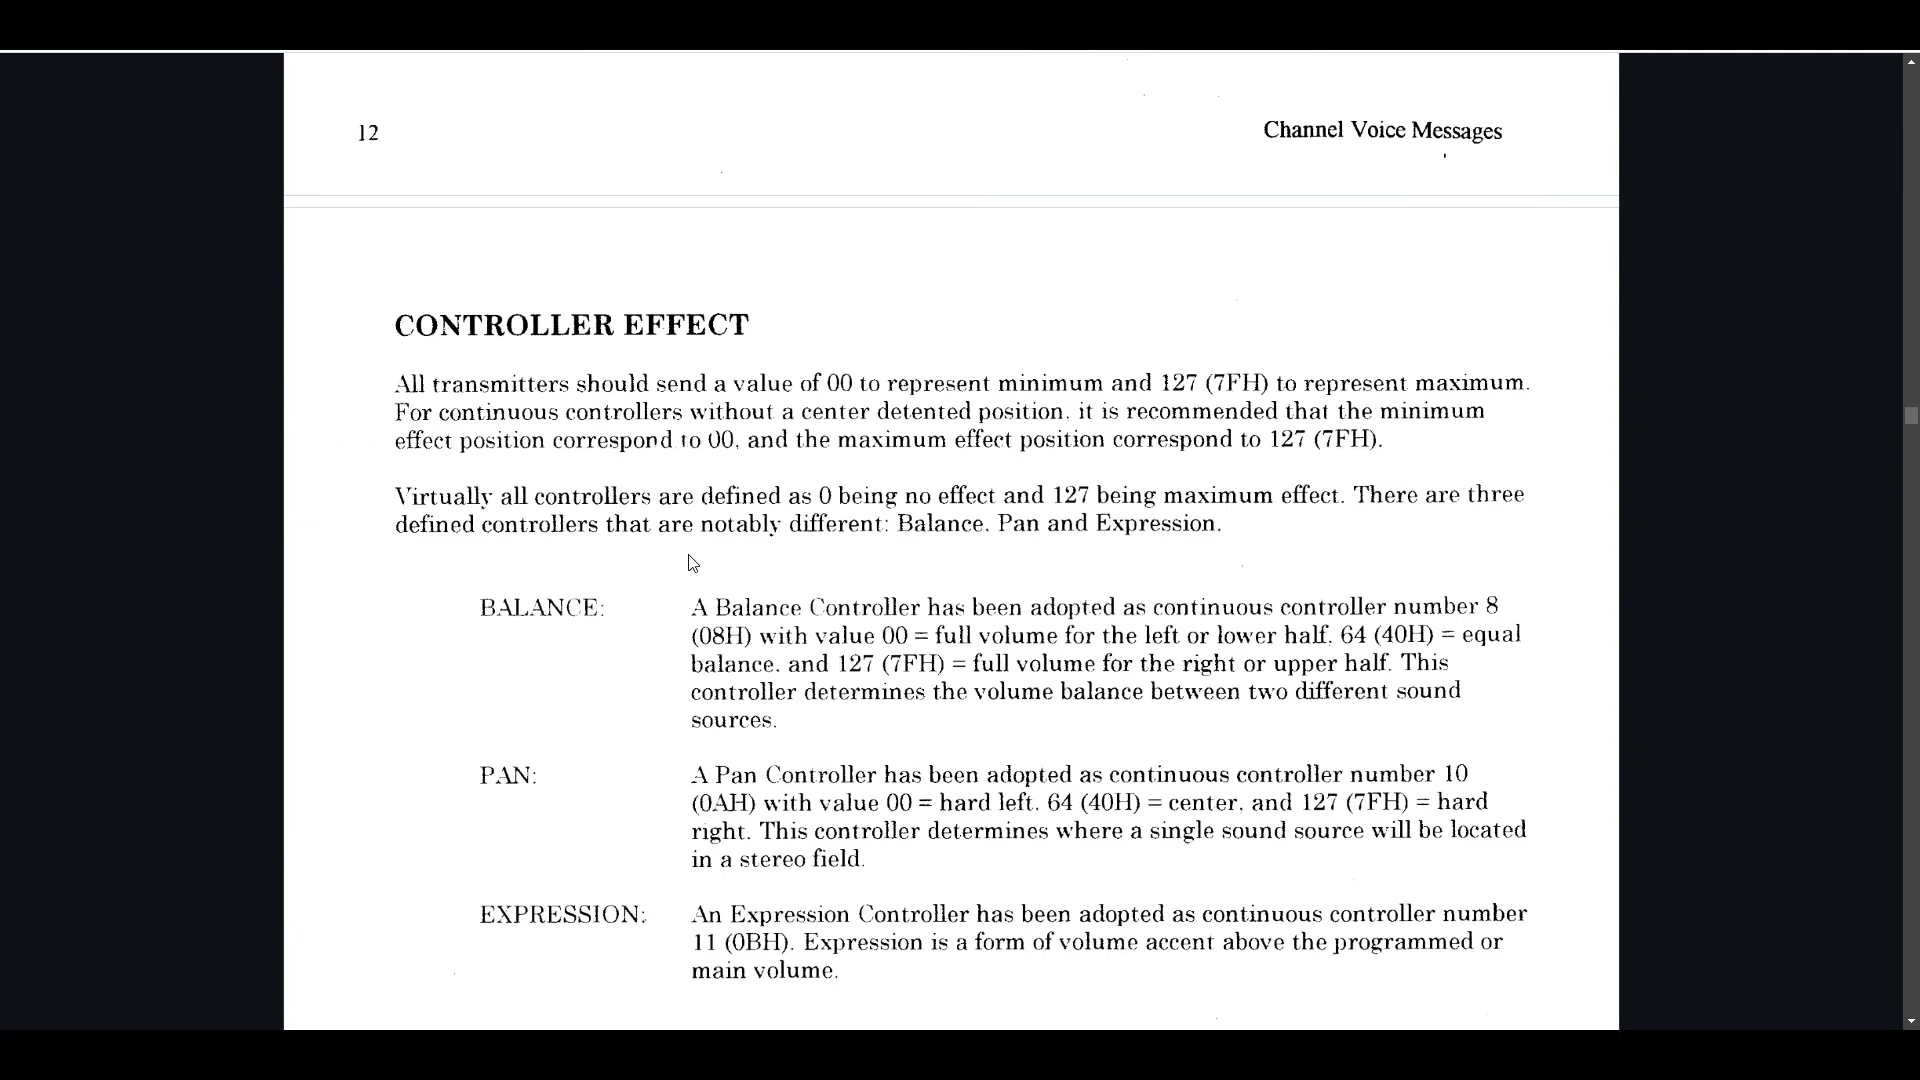 12
Channel Voice Messages
CONTROLLER EFFECT
All transmitters should send a value of 00 to represent minimum and 127 (7FH) to represent maximum.
For continuous controllers without a center detented position, it is recommended that the minimum
effect position correspond to 00, and the maximum effect position correspond to 127 (7FH).
Virtually all controllers are defined as 0 being no effect and 127 being maximum effect. There are three
defined controllers that are notably different: Balance, Pan and Expression.
BALANCE: A Balance Controller has been adopted as continuous controller number 8
(08H) with value 00 = full volume for the left or lower half, 64 (40H) = equal
balance, and 127 (7FH) = full volume for the right or upper half. This
controller determines the volume balance between two different sound
sources.
PAN: A Pan Controller has been adopted as continuous controller number 10
(0AH) with value 00 = hard left, 64 (40H) = center, and 127 (7FH) = hard
right. This controller determines where a single sound source will be located
in a stereo field.
EXPRESSION: An Expression Controller has been adopted as continuous controller number
11 (0BH). Expression is a form of volume accent above the programmed or
main volume.